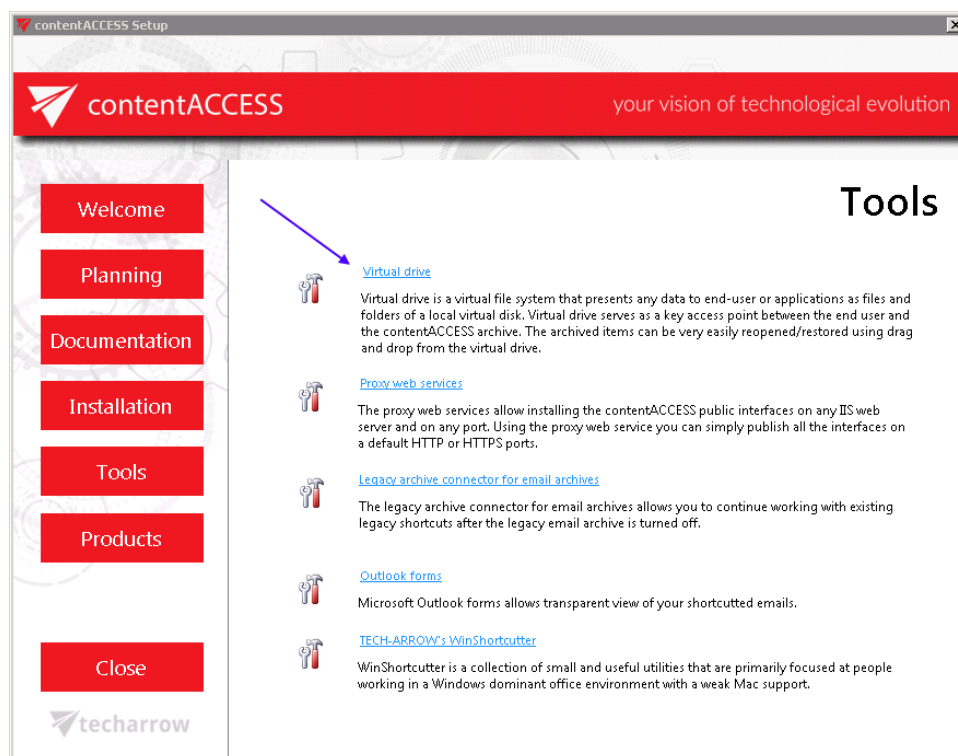 contentACCESS Setup
contentACCESS
your vision of technological evolution
Welcome
Planning
Documentation
Installation
Tools
Products
Close
techarrow
Tools
Virtual drive
Virtual drive is a virtual file system that presents any data to end-user or applications as files and
folders of a local virtual disk. Virtual drive serves as a key access point between the end user and
the contentACCESS archive. The archived items can be very easily reopened/restored using drag
and drop from the virtual drive.
Proxy web services
The proxy web services allow installing the contentACCESS public interfaces on any IIS web
server and on any port. Using the proxy web service you can simply publish all the interfaces on
a default HTTP or HTTPS ports.
Legacy archive connector for email archives
The legacy archive connector for email archives allows you to continue working with existing
legacy shortcuts after the legacy email archive is turned off.
Outlook forms
Microsoft Outlook forms allows transparent view of your shortcutted emails.
TECH-ARROW's WinShortcutter
WinShortcutter is a collection of small and useful utilities that are primarily focused at people
working in a Windows dominant office environment with a weak Mac support.